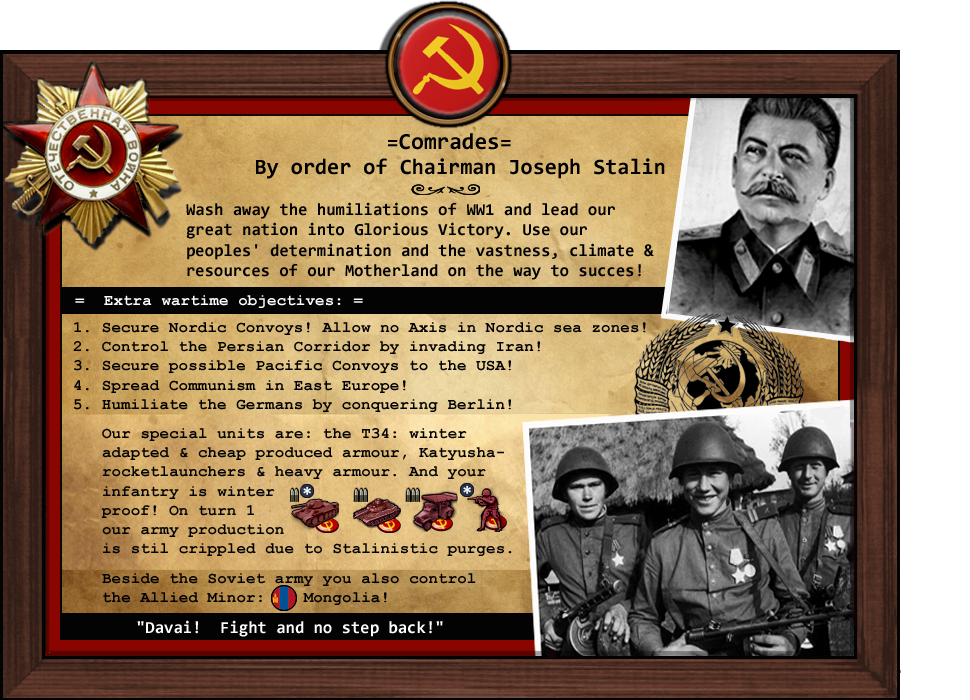 =Comrades=
By order of Chairman Joseph Stalin
ОТЕЧЕСТВЕННАЯ ВОЙНА
Wash away the humiliations of WW1 and lead our
great nation into Glorious Victory. Use our
peoples' determination and the vastness, climate &
resources of our Motherland on the way to succes!
= Extra wartime objectives: =
1. Secure Nordic Convoys! Allow no Axis in Nordic sea zones!
2. Control the Persian Corridor by invading Iran!
3. Secure possible Pacific Convoys to the USA!
4. Spread Communism in East Europe!
5. Humiliate the Germans by conquering Berlin!
Our special units are: the T34: winter
adapted & cheap produced armour, Katyusha-
rocketlaunchers & heavy armour. And your
infantry is winter
proof! On turn 1
our army production
is stil crippled due to Stalinistic purges.
Beside the Soviet army you also control
the Allied Minor: Mongolia!
"Davai! Fight and no step back!"